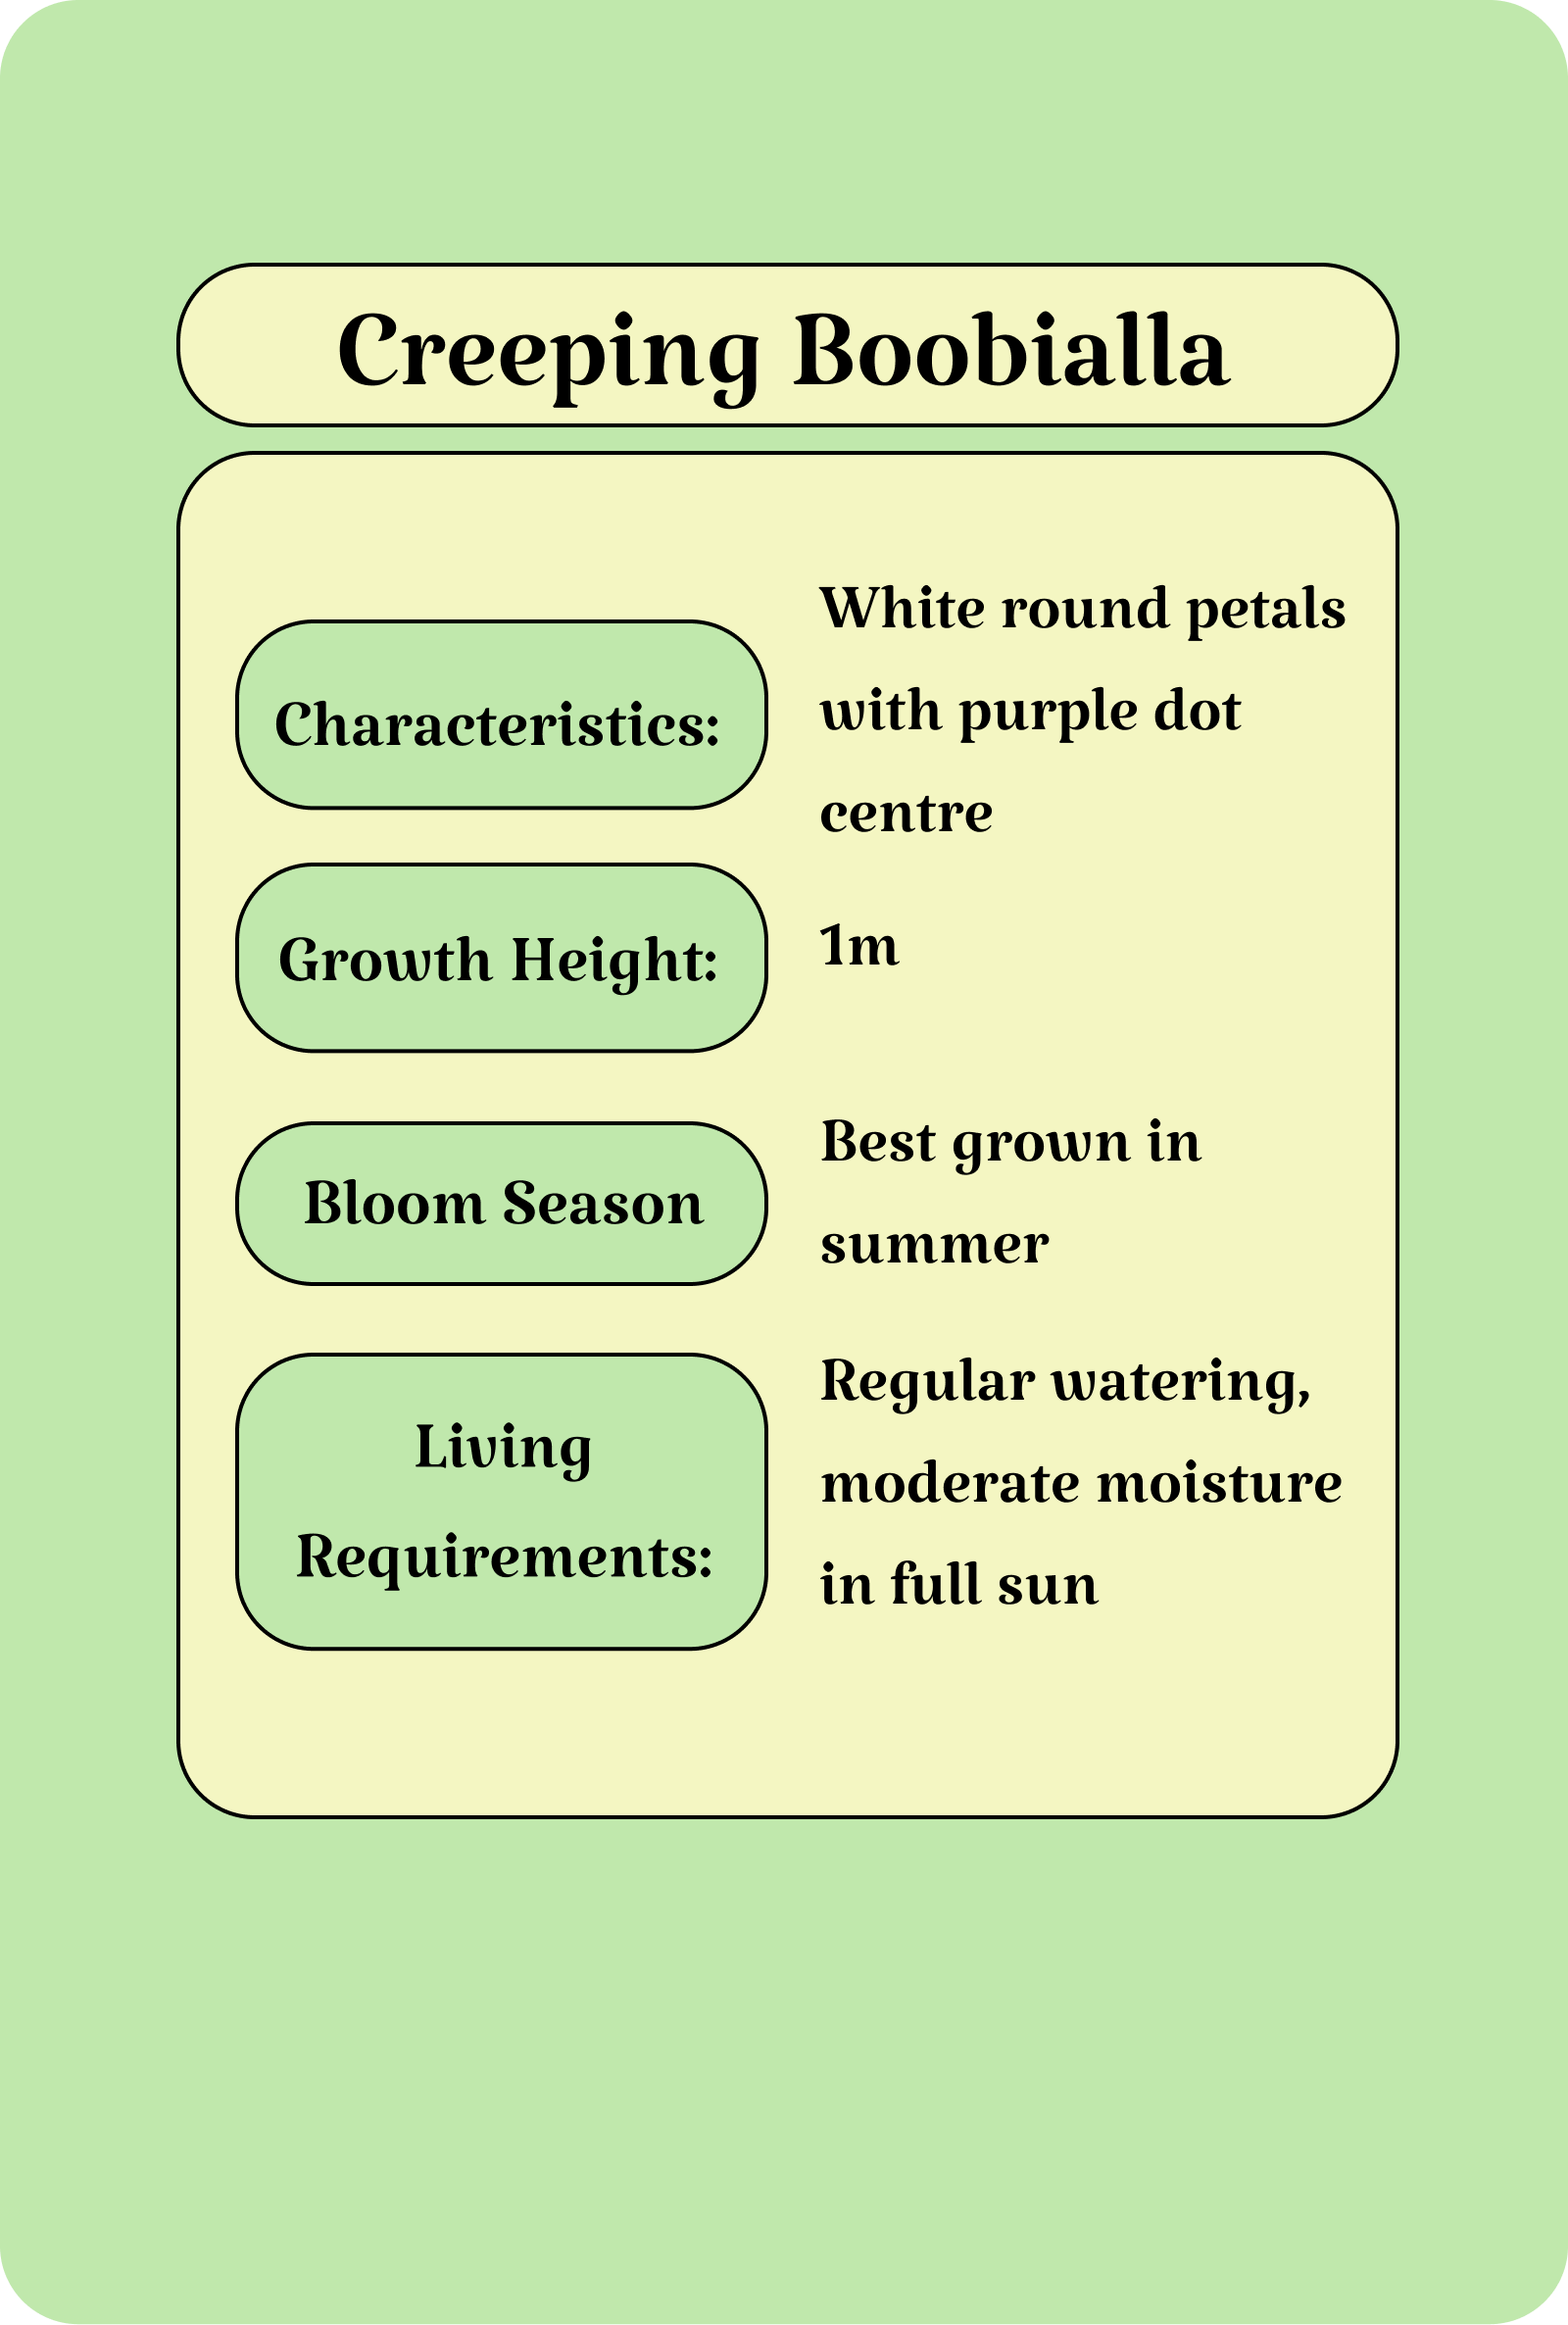 Creeping Boobialla
Characteristics:
White round petals
with purple dot
centre
Growth Height:
1m
Bloom Season
Best grown in
summer
Living
Requirements:
Regular watering,
moderate moisture
in full sun